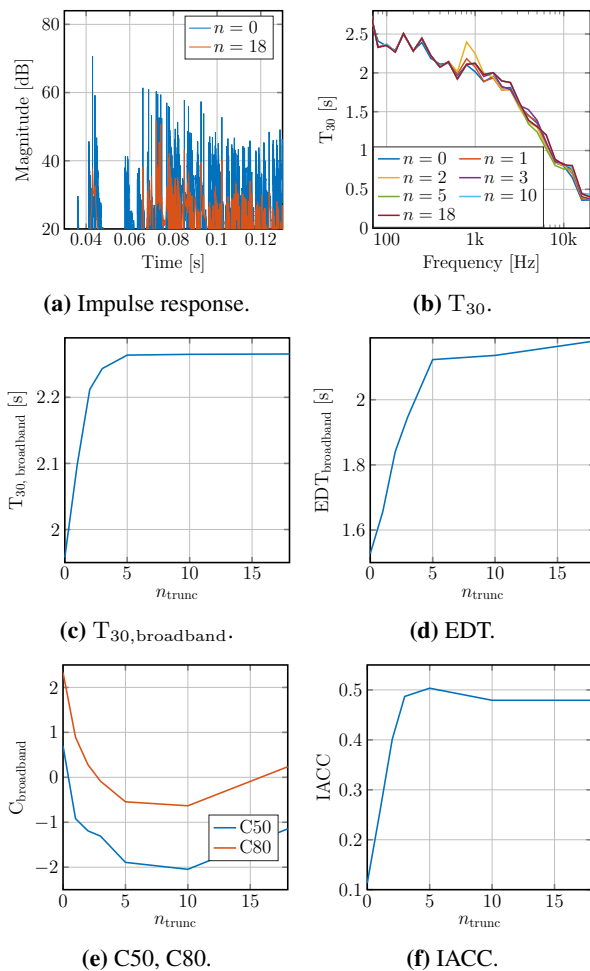 80
60
40
20
Magnitude [dB]
n = 0
n = 18
0.04 0.06 0.08 0.1 0.12
Time [s]
(a) Impulse response.
2.5
2
1.5
1
0.5
0
T30 [s]
n = 0 n = 1
n = 2 n = 3
n = 5 n = 10
n = 18
100 1k 10k
Frequency [Hz]
(b) T30.
2.2
2.1
2
T30, broadband [s]
0 5 10 15
ntrunc
(c) T30,broadband.
2
1.8
1.6
EDTbroadband [s]
0 5 10 15
ntrunc
(d) EDT.
2
1
0
−1
−2
Cbroadband
C50
C80
0 5 10 15
ntrunc
(e) C50, C80.
0.5
0.4
0.3
0.2
0.1
IACC
0 5 10 15
ntrunc
(f) IACC.